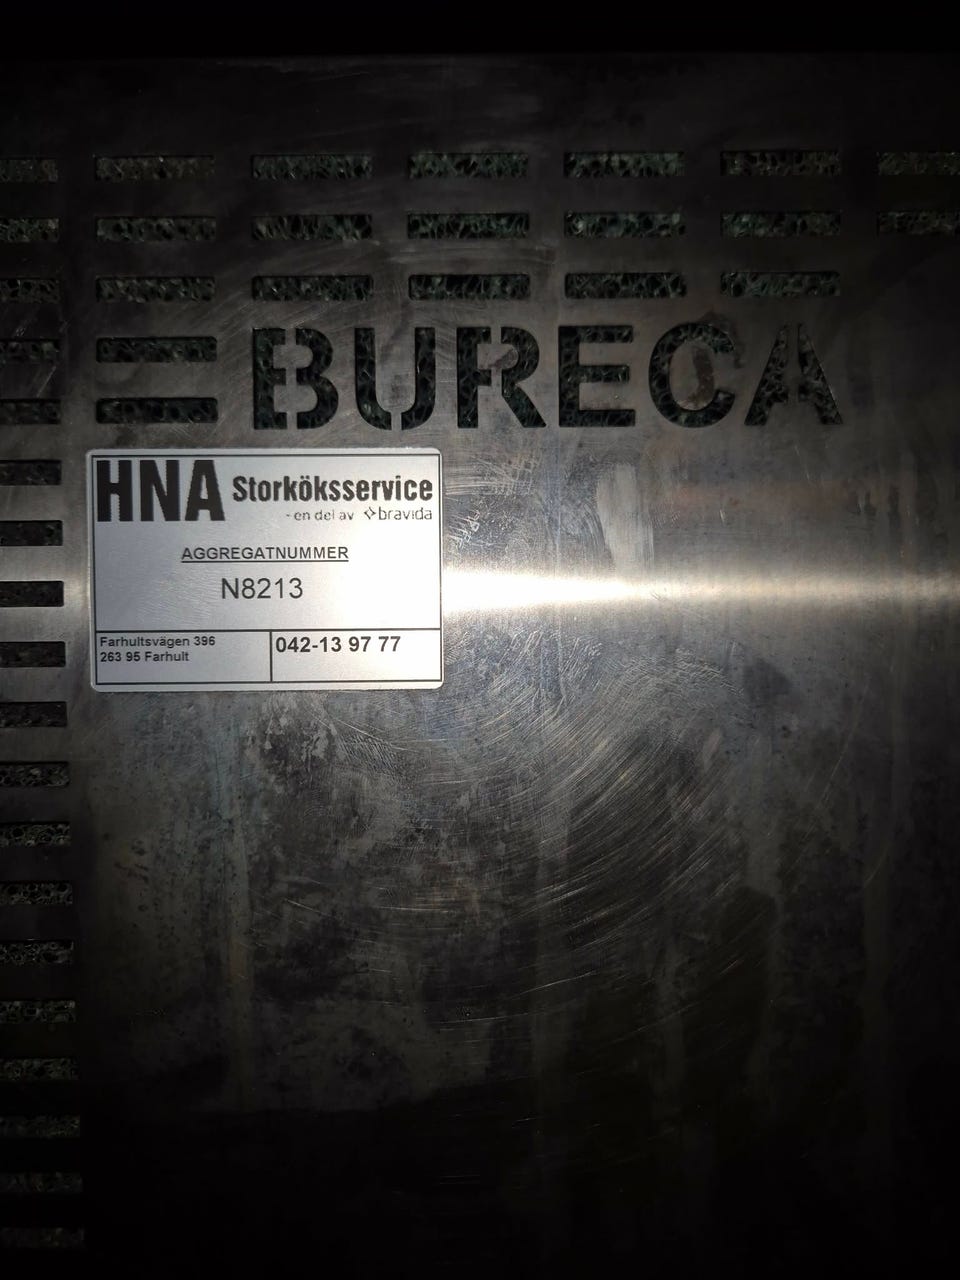 BURECA
HNA Storköksservice
- en del av bravida
AGGREGATNUMMER
N8213
Farhultsvägen 396
263 95 Farhult
042-13 97 77